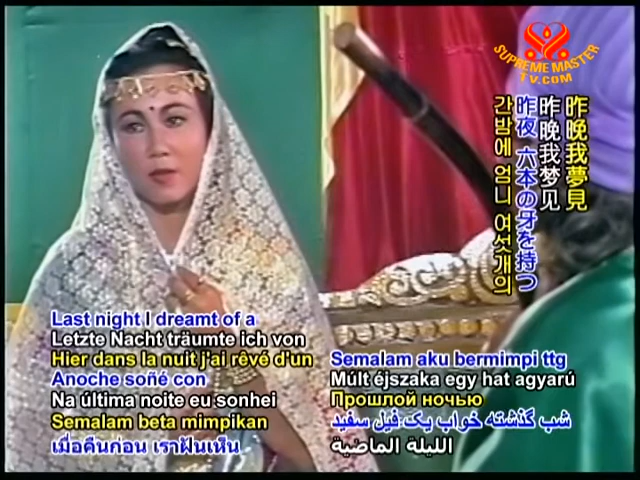 SUPREME MASTER
TV.COM
昨晚我夢見
昨晚我梦见
昨夜 六本の牙を持つ
간밤에 엄니 여섯개의
Last night I dreamt of a
Letzte Nacht träumte ich von
Hier dans la nuit j'ai rêvé d'un
Anoche soñé con
Na última noite eu sonhei
Semalam beta mimpikan
เมื่อคืนก่อน เราฝันเห็น
Semalam aku bermimpi ttg
Múlt éjszaka egy hat agyarú
Прошлой ночью
شب گذشته خواب یک فیل سفید
الليلة الماضية